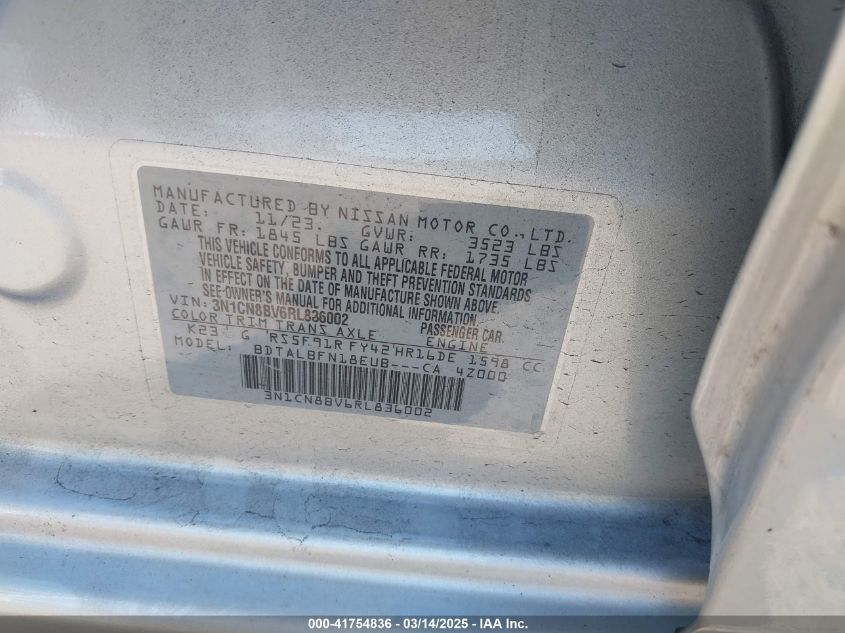 MANUFACTURED BY NISSAN MOTOR CO.,LTD.
DATE: 11/23. GVWR: 3523 LBS
GAWR FR: 1845 LBS GAWR RR: 1735 LBS
THIS VEHICLE CONFORMS TO ALL APPLICABLE FEDERAL MOTOR
VEHICLE SAFETY, BUMPER AND THEFT PREVENTION STANDARDS
IN EFFECT ON THE DATE OF MANUFACTURE SHOWN ABOVE.
SEE OWNER'S MANUAL FOR ADDITIONAL INFORMATION.
VIN: 3N1CN8BV6RL836002 PASSENGER CAR.
COLOR TRIM TRANS AXLE ENGINE
K23 G RS5F91R FY42 HR16DE 1598 CC
MODEL: BDTALBFN18EUB---CA 42000
3N1CN8BV6RL836002
000-41754836 - 03/14/2025 - IAA Inc.